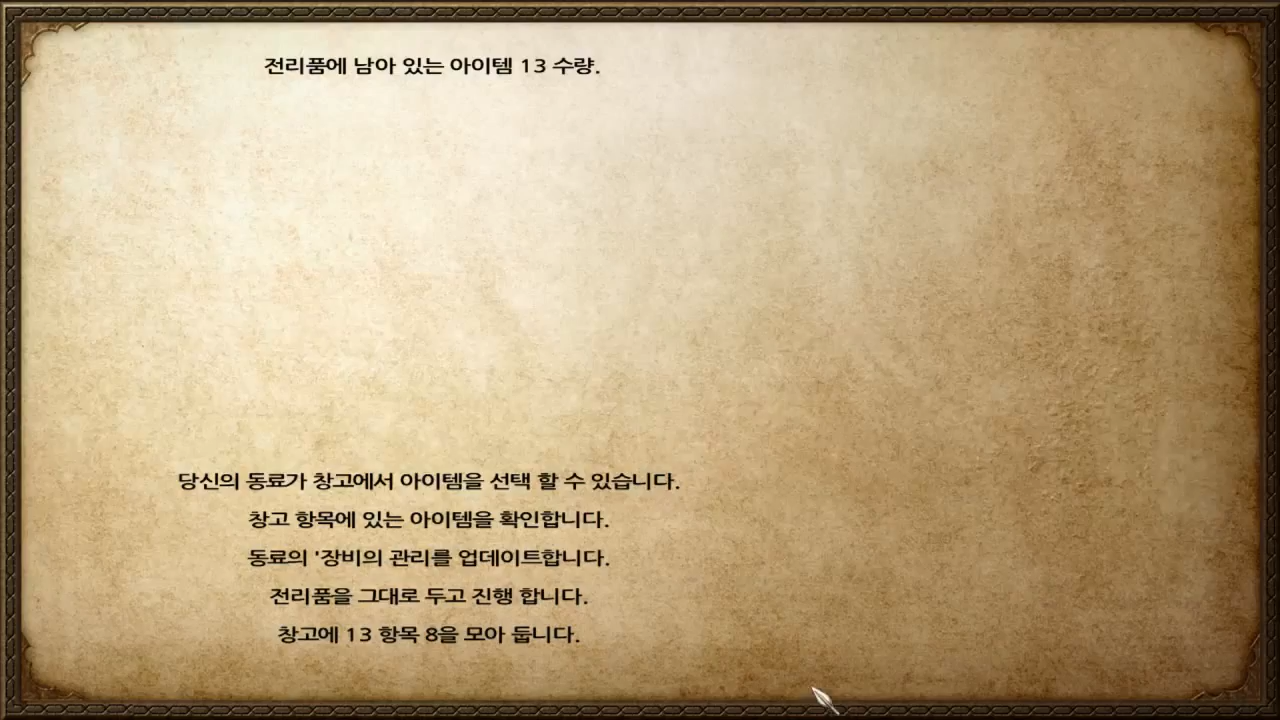 전리품에 남아 있는 아이템 13 수량.
당신의 동료가 창고에서 아이템을 선택 할 수 있습니다.
창고 항목에 있는 아이템을 확인합니다.
동료의 '장비의 관리를 업데이트합니다.
전리품을 그대로 두고 진행 합니다.
창고에 13 항목 8을 모아 둡니다.